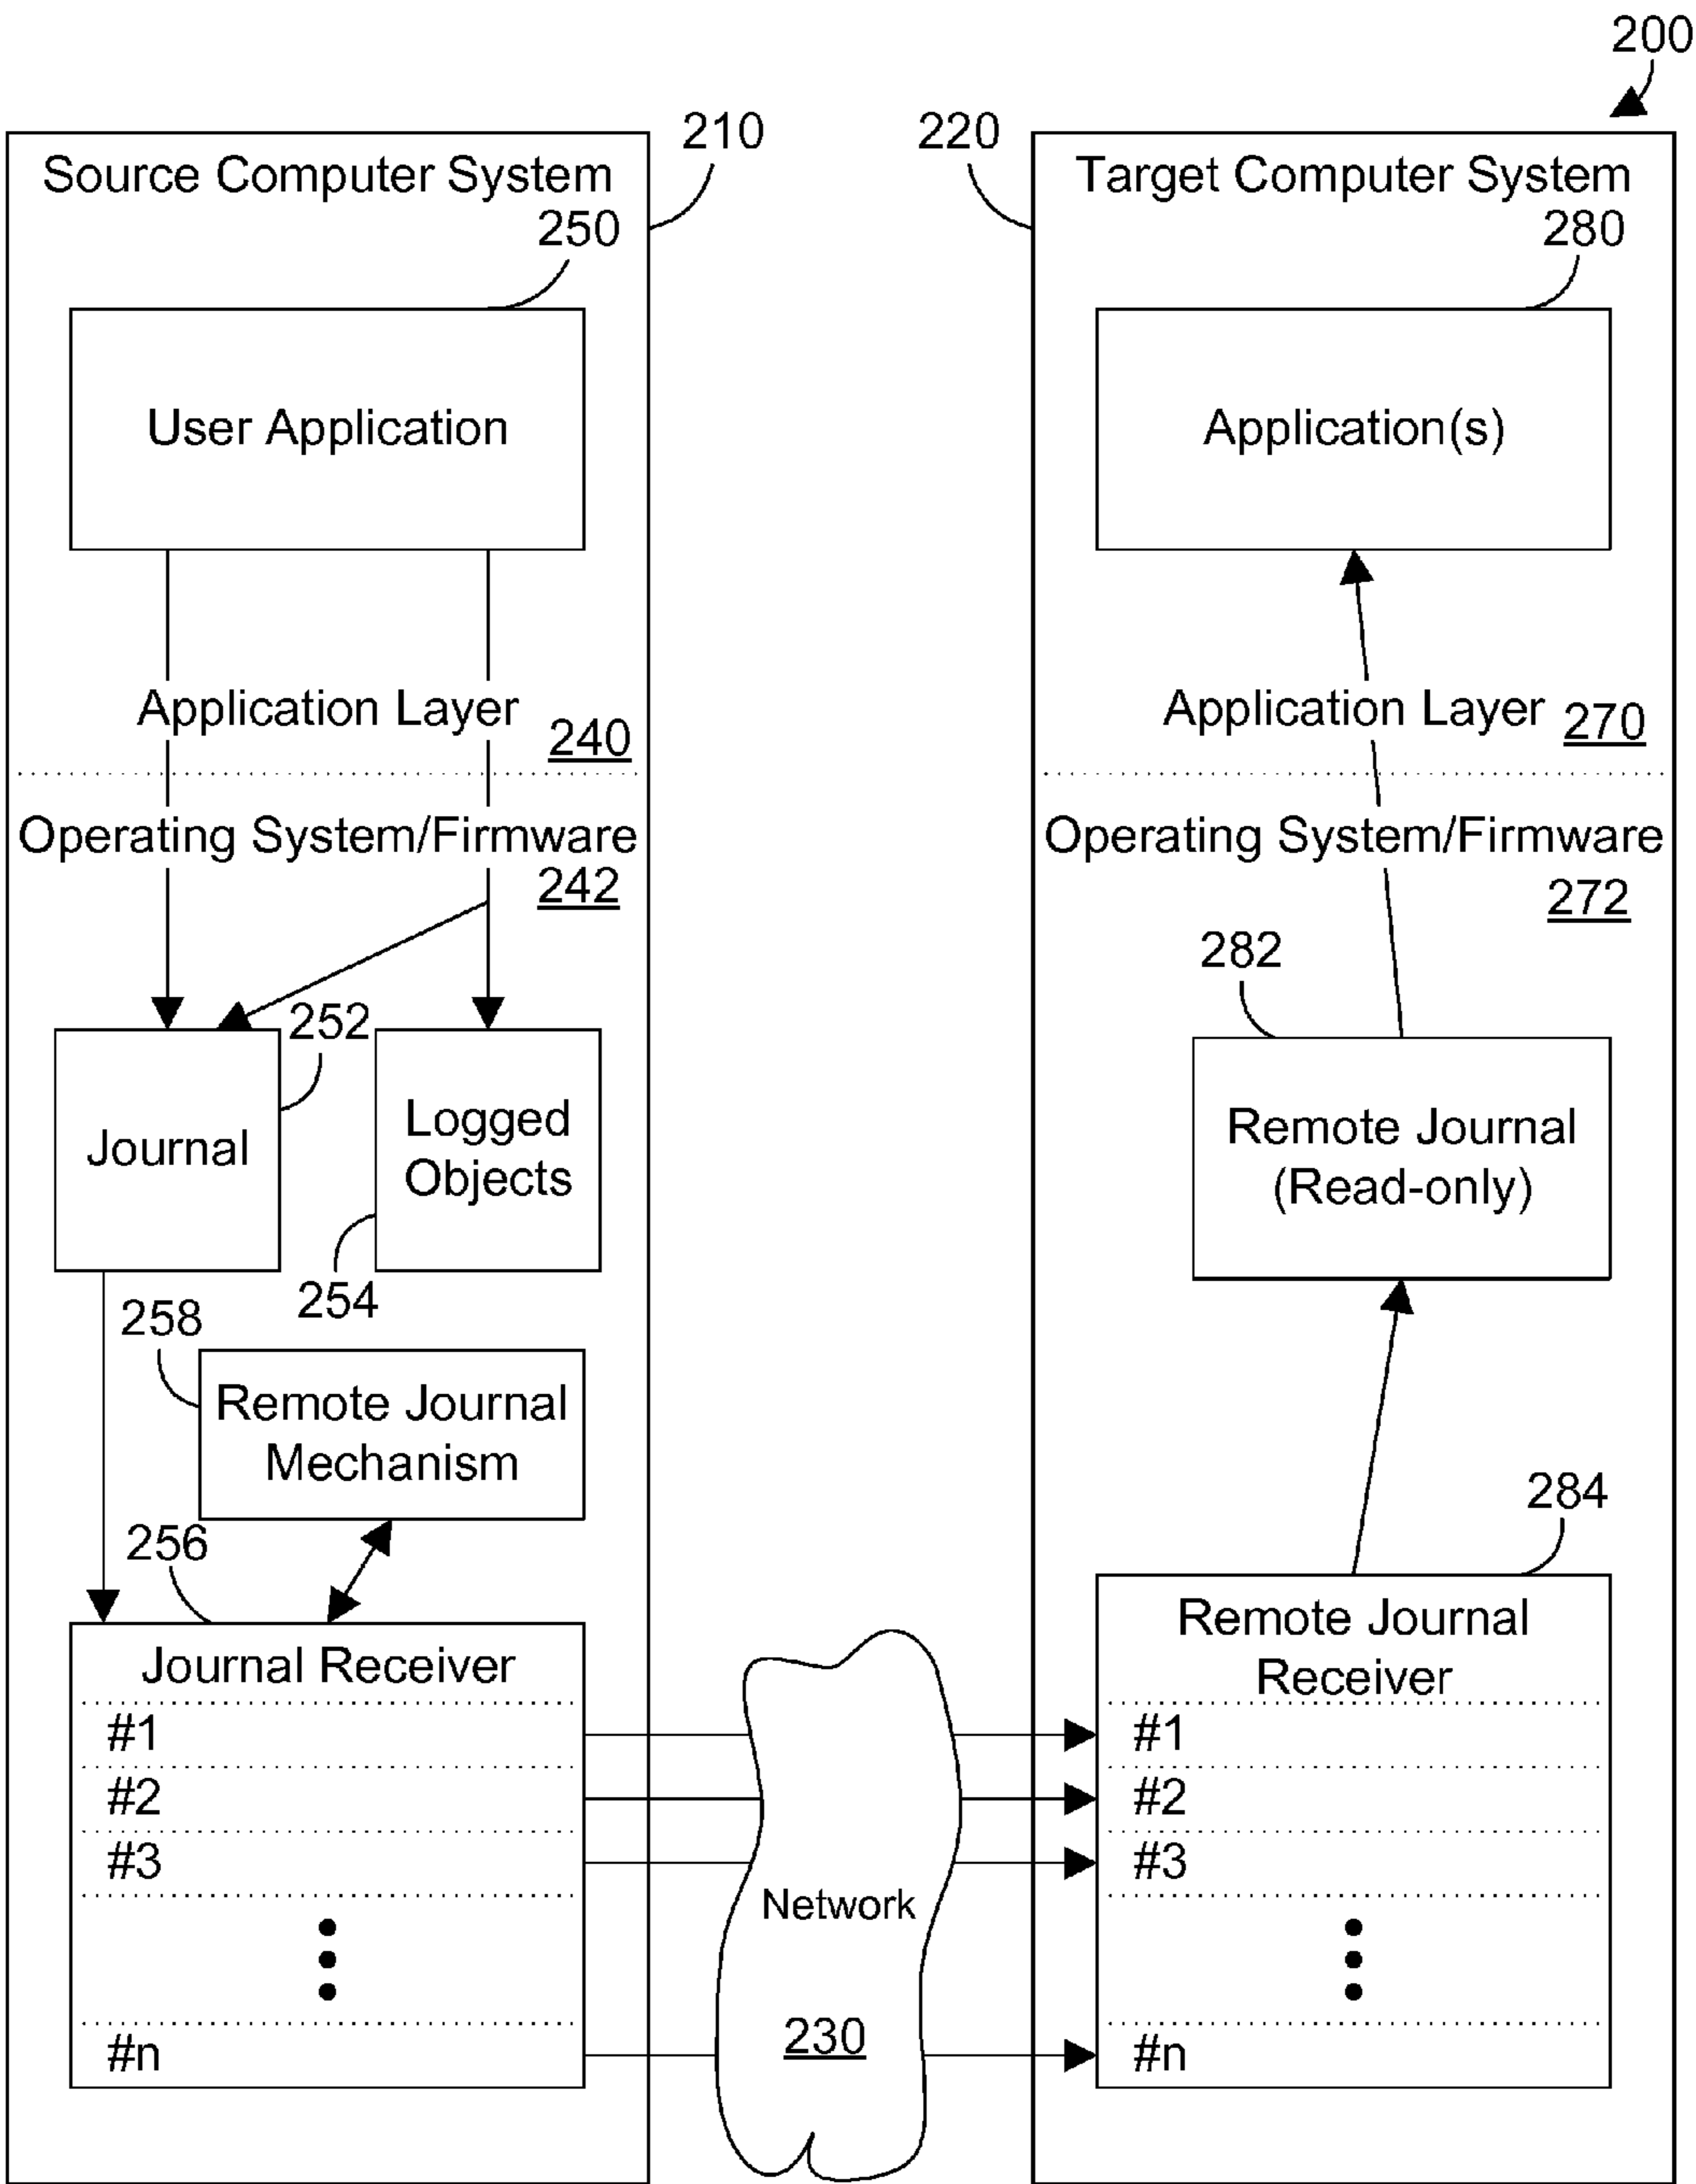 200
210
220
Source Computer System
250
User Application
Application Layer
240
Operating System/Firmware
242
252
Journal
Logged
Objects
254
258
Remote Journal
Mechanism
256
Journal Receiver
#1
#2
#3
#n
Network
230
Target Computer System
280
Application(s)
Application Layer
270
Operating System/Firmware
272
282
Remote Journal
(Read-only)
284
Remote Journal
Receiver
#1
#2
#3
#n